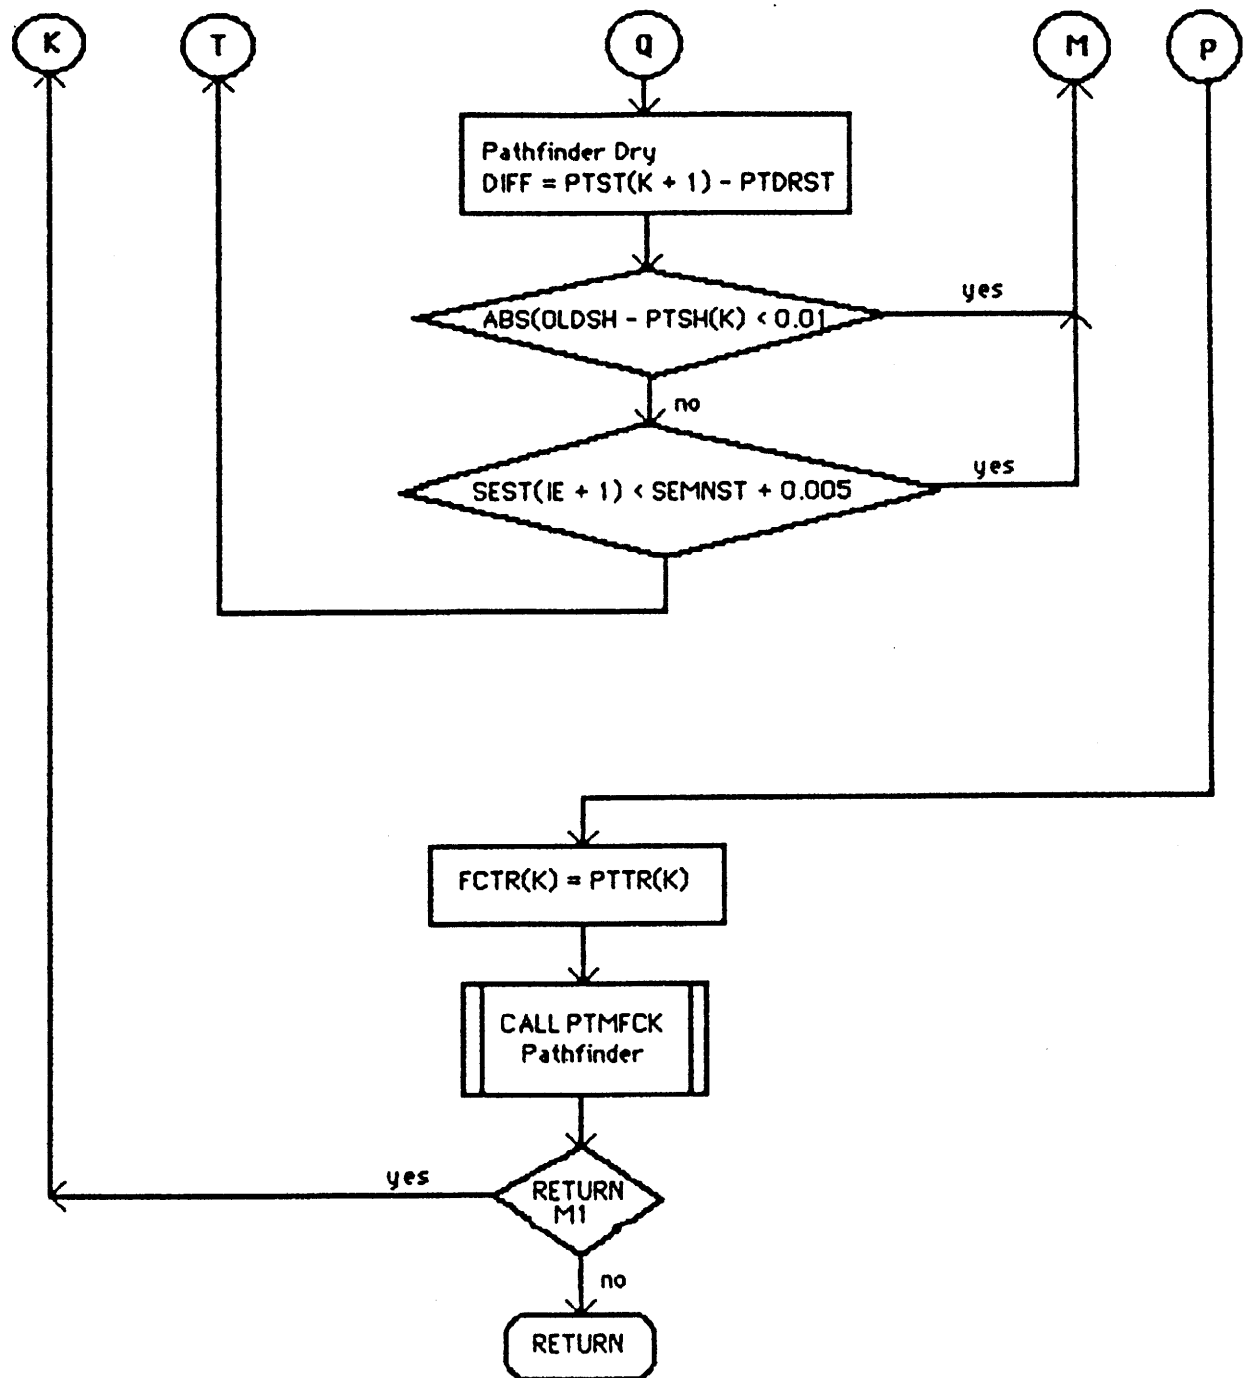 K T Q M P
Pathfinder Dry
DIFF = PTST(K + 1) - PTDRST
ABS(OLDSH - PTSH(K) < 0.01
yes
no
SEST(IE + 1) < SEMNST + 0.005
yes
FCTR(K) = PTTR(K)
CALL PTMFCK
Pathfinder
yes
RETURN
M1
no
RETURN